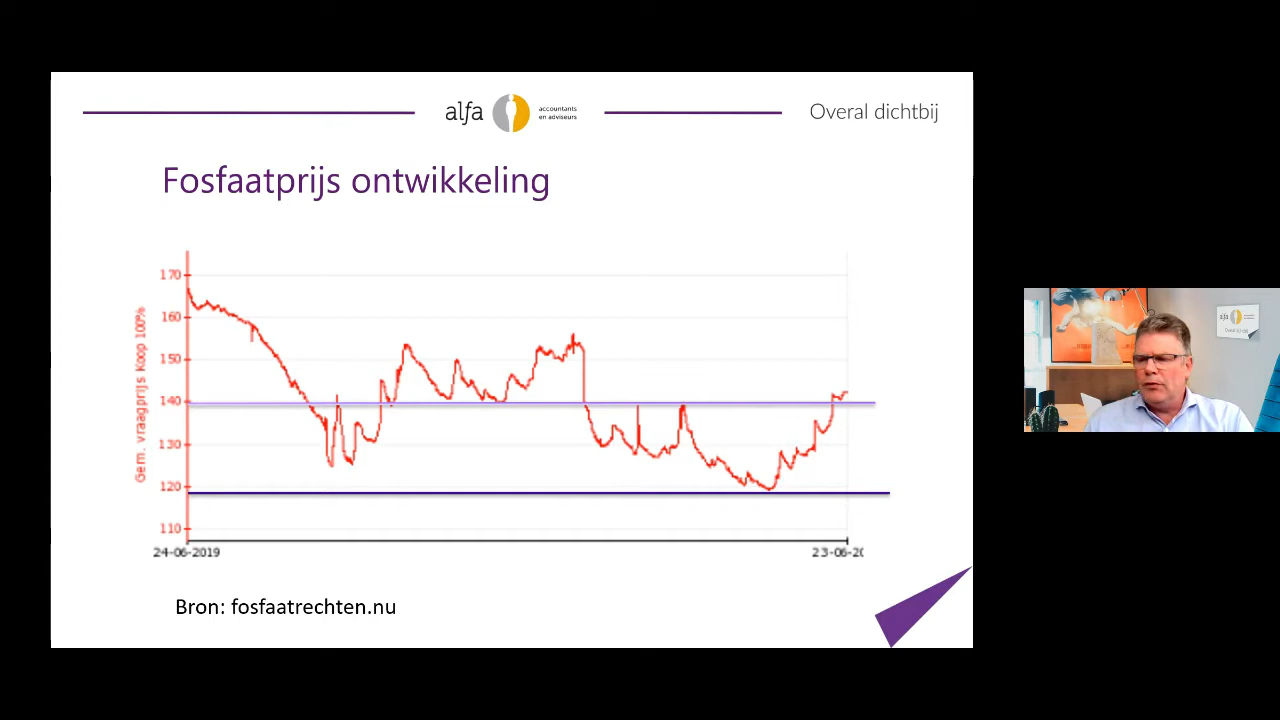 alfa
accountants
en adviseurs
Overal dichtbij
Fosfaatprijs ontwikkeling
Gem. vraagprijs Koop 100%
170
160
150
140
130
120
110
24-06-2019
23-06-20
Bron: fosfaatrechten.nu
alfa